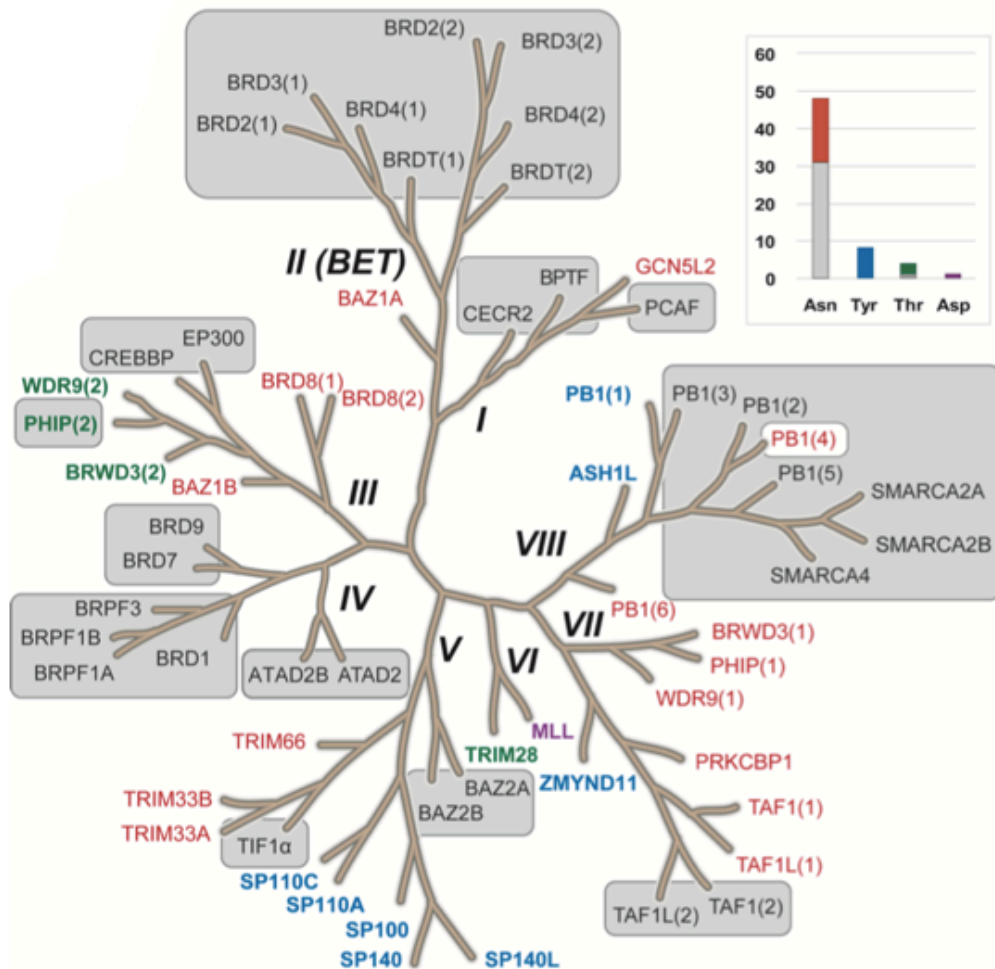 BRD2(2)
BRD3(2)
BRD3(1)
BRD4(1)
BRD2(1)
BRD4(2)
BRDT(1)
BRDT(2)
60
50
40
30
20
10
0
Asn Tyr Thr Asp
II (BET)
BAZ1A
GCN5L2
BPTF
CECR2
PCAF
I
EP300
CREBBP
WDR9(2)
PHIP(2)
BRWD3(2)
BAZ1B
BRD8(1)
BRD8(2)
III
PB1(1)
PB1(3)
PB1(2)
PB1(4)
PB1(5)
ASH1L
SMARCA2A
SMARCA2B
SMARCA4
VIII
PB1(6)
BRD9
BRD7
BRPF3
BRPF1B
BRPF1A
BRD1
IV
ATAD2B ATAD2
V
VI
VII
BRWD3(1)
PHIP(1)
WDR9(1)
MLL
TRIM28
ZMYND11
PRKCBP1
TRIM66
BAZ2A
BAZ2B
TRIM33B
TRIM33A
TIF1α
TAF1(1)
TAF1L(1)
TAF1L(2)
TAF1(2)
SP110C
SP110A
SP100
SP140
SP140L